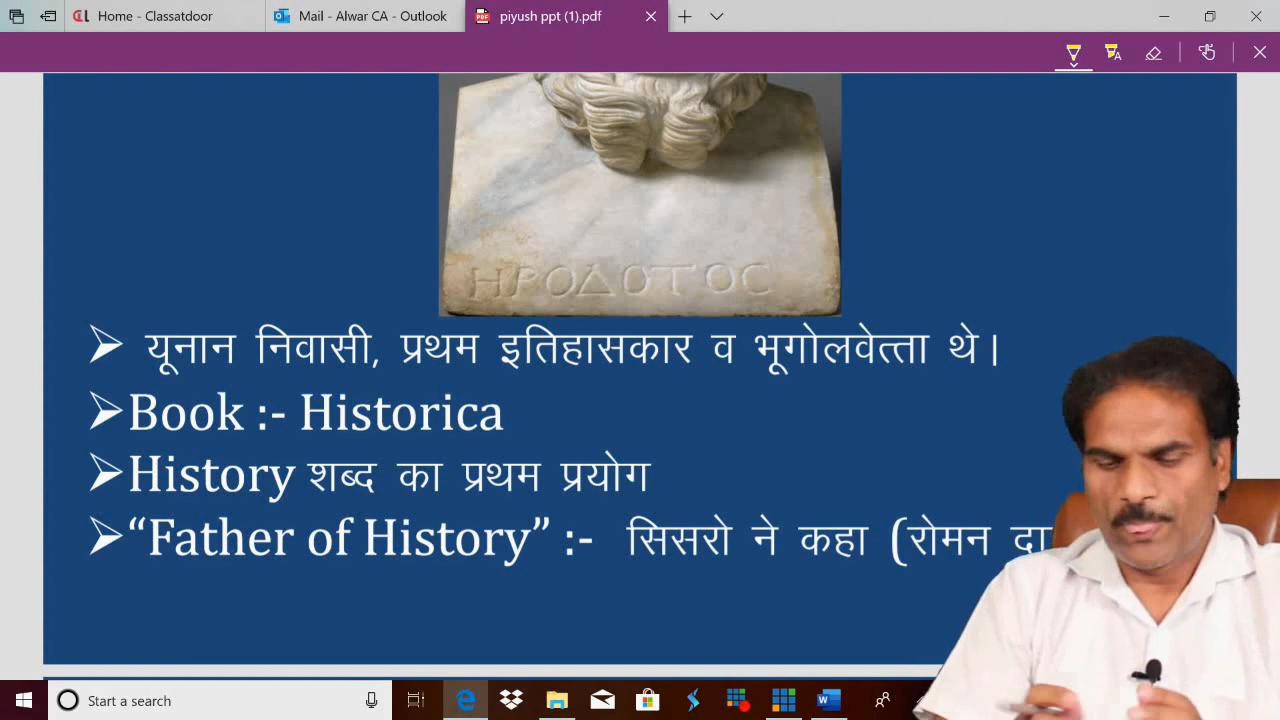 Home - Classatdoor
Mail - Alwar CA - Outlook
piyush ppt (1).pdf
ΗΡΟΔΟΤΟC
➢ यूनान निवासी, प्रथम इतिहासकार व भूगोलवेत्ता थे।
➢Book :- Historica
➢History शब्द का प्रथम प्रयोग
➢“Father of History” :- सिसरो ने कहा (रोमन
Start a search